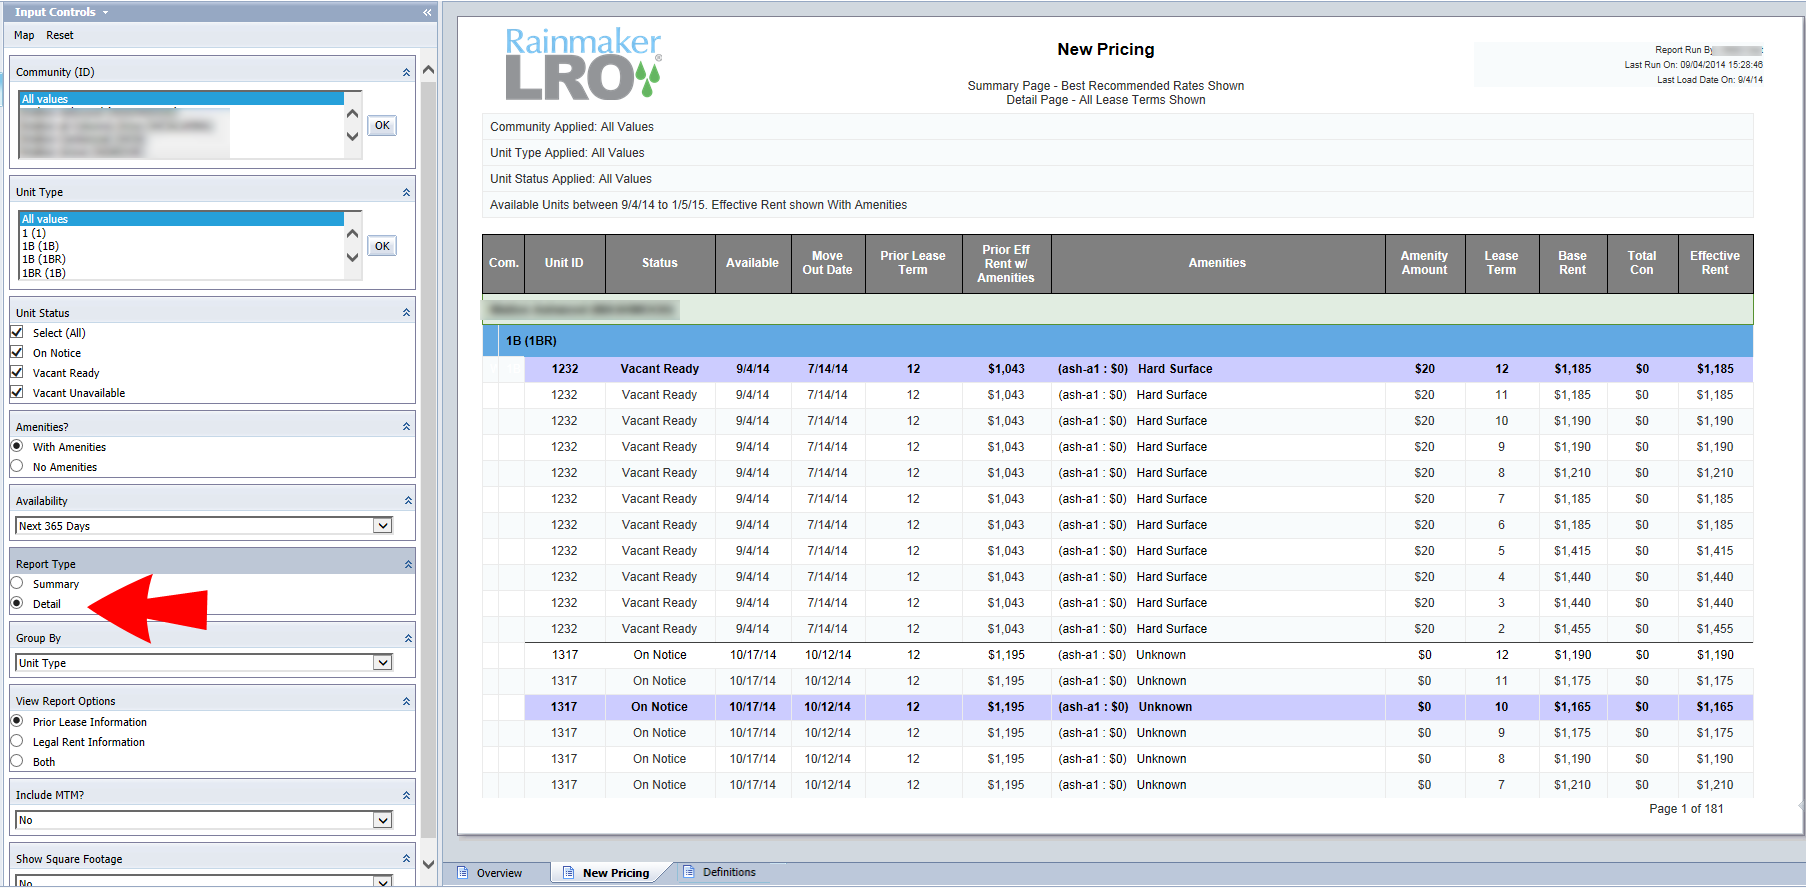 Input Controls
Map Reset
Community (ID)
All values
OK
Unit Type
All values
1 (1)
1B (1B)
1B (1BR)
1BR (1B)
OK
Unit Status
Select (All)
On Notice
Vacant Ready
Vacant Unavailable
Amenities?
With Amenities
No Amenities
Availability
Next 365 Days
Report Type
Summary
Detail
Group By
Unit Type
View Report Options
Prior Lease Information
Legal Rent Information
Both
Include MTM?
No
Show Square Footage
No
Rainmaker
LRO®
New Pricing
Summary Page - Best Recommended Rates Shown
Detail Page - All Lease Terms Shown
Report Run By
Last Run On: 09/04/2014 15:28:46
Last Load Date On: 9/4/14
Community Applied: All Values
Unit Type Applied: All Values
Unit Status Applied: All Values
Available Units between 9/4/14 to 1/5/15. Effective Rent shown With Amenities
Com. Unit ID Status Available Move Out Date Prior Lease Term Prior Eff Rent w/ Amenities Amenities Amenity Amount Lease Term Base Rent Total Con Effective Rent
1B (1BR)
1232 Vacant Ready 9/4/14 7/14/14 12 $1,043 (ash-a1 : $0) Hard Surface $20 12 $1,185 $0 $1,185
1232 Vacant Ready 9/4/14 7/14/14 12 $1,043 (ash-a1 : $0) Hard Surface $20 11 $1,185 $0 $1,185
1232 Vacant Ready 9/4/14 7/14/14 12 $1,043 (ash-a1 : $0) Hard Surface $20 10 $1,190 $0 $1,190
1232 Vacant Ready 9/4/14 7/14/14 12 $1,043 (ash-a1 : $0) Hard Surface $20 9 $1,190 $0 $1,190
1232 Vacant Ready 9/4/14 7/14/14 12 $1,043 (ash-a1 : $0) Hard Surface $20 8 $1,210 $0 $1,210
1232 Vacant Ready 9/4/14 7/14/14 12 $1,043 (ash-a1 : $0) Hard Surface $20 7 $1,185 $0 $1,185
1232 Vacant Ready 9/4/14 7/14/14 12 $1,043 (ash-a1 : $0) Hard Surface $20 6 $1,185 $0 $1,185
1232 Vacant Ready 9/4/14 7/14/14 12 $1,043 (ash-a1 : $0) Hard Surface $20 5 $1,415 $0 $1,415
1232 Vacant Ready 9/4/14 7/14/14 12 $1,043 (ash-a1 : $0) Hard Surface $20 4 $1,440 $0 $1,440
1232 Vacant Ready 9/4/14 7/14/14 12 $1,043 (ash-a1 : $0) Hard Surface $20 3 $1,440 $0 $1,440
1232 Vacant Ready 9/4/14 7/14/14 12 $1,043 (ash-a1 : $0) Hard Surface $20 2 $1,455 $0 $1,455
1317 On Notice 10/17/14 10/12/14 12 $1,195 (ash-a1 : $0) Unknown $0 12 $1,190 $0 $1,190
1317 On Notice 10/17/14 10/12/14 12 $1,195 (ash-a1 : $0) Unknown $0 11 $1,175 $0 $1,175
1317 On Notice 10/17/14 10/12/14 12 $1,195 (ash-a1 : $0) Unknown $0 10 $1,165 $0 $1,165
1317 On Notice 10/17/14 10/12/14 12 $1,195 (ash-a1 : $0) Unknown $0 9 $1,175 $0 $1,175
1317 On Notice 10/17/14 10/12/14 12 $1,195 (ash-a1 : $0) Unknown $0 8 $1,190 $0 $1,190
1317 On Notice 10/17/14 10/12/14 12 $1,195 (ash-a1 : $0) Unknown $0 7 $1,210 $0 $1,210
Page 1 of 181
Overview New Pricing Definitions